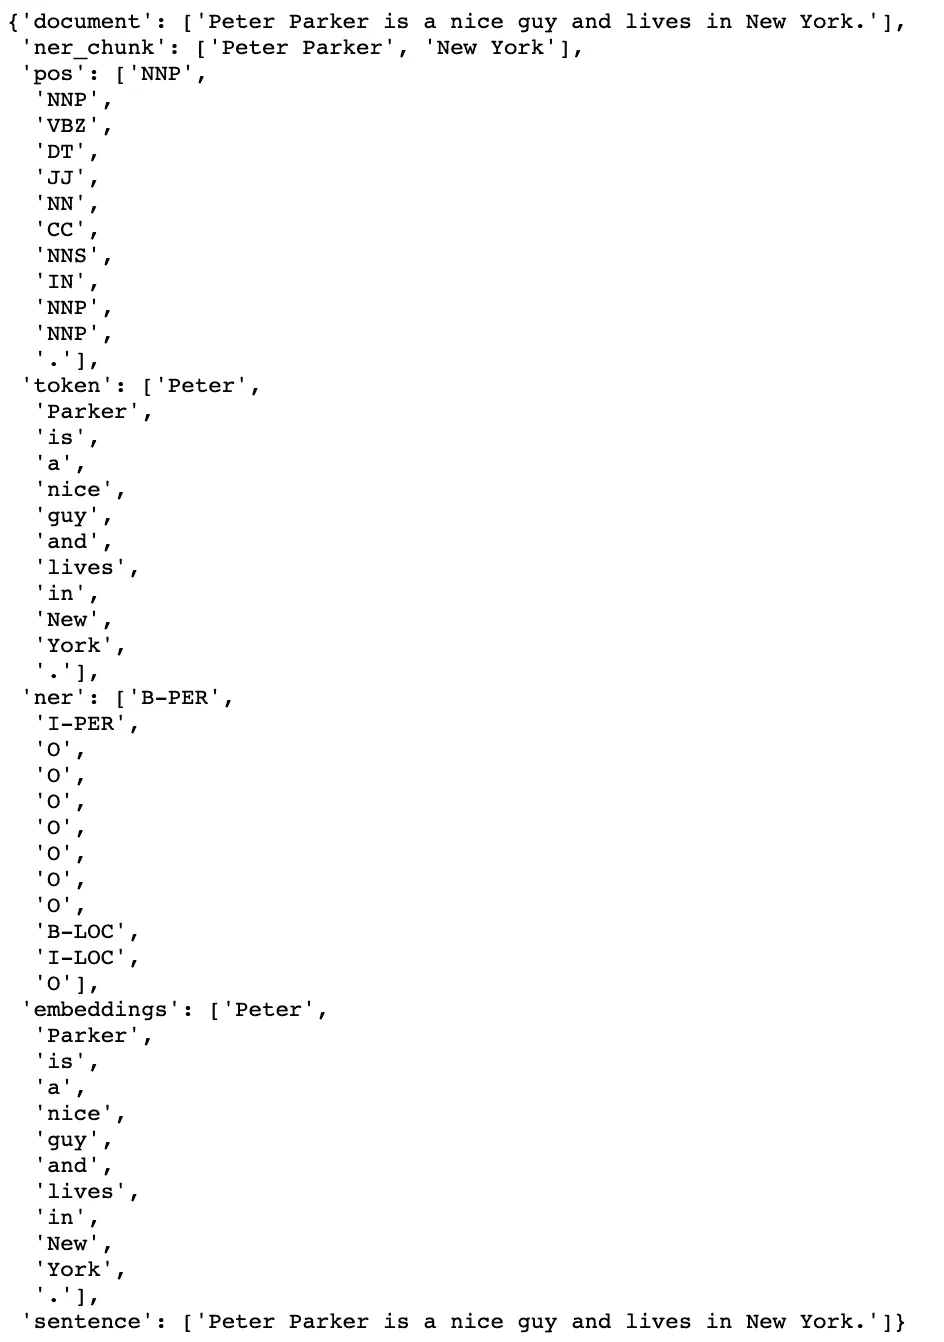 {'document': ['Peter Parker is a nice guy and lives in New York.'],
 'ner_chunk': ['Peter Parker', 'New York'],
 'pos': ['NNP',
  'NNP',
  'VBZ',
  'DT',
  'JJ',
  'NN',
  'CC',
  'NNS',
  'IN',
  'NNP',
  'NNP',
  '.'],
 'token': ['Peter',
  'Parker',
  'is',
  'a',
  'nice',
  'guy',
  'and',
  'lives',
  'in',
  'New',
  'York',
  '.'],
 'ner': ['B-PER',
  'I-PER',
  'O',
  'O',
  'O',
  'O',
  'O',
  'O',
  'O',
  'B-LOC',
  'I-LOC',
  'O'],
 'embeddings': ['Peter',
  'Parker',
  'is',
  'a',
  'nice',
  'guy',
  'and',
  'lives',
  'in',
  'New',
  'York',
  '.'],
 'sentence': ['Peter Parker is a nice guy and lives in New York.']}